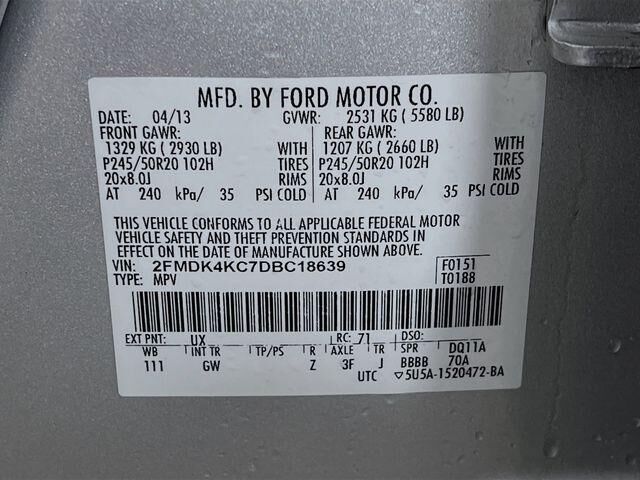 MFD. BY FORD MOTOR CO.
DATE: 04/13 GVWR: 2531 KG ( 5580 LB)
FRONT GAWR: REAR GAWR:
1329 KG ( 2930 LB) WITH 1207 KG ( 2660 LB) WITH
P245/50R20 102H TIRES P245/50R20 102H TIRES
20x8.0J RIMS 20x8.0J RIMS
AT 240 kPa/ 35 PSI COLD AT 240 kPa/ 35 PSI COLD
THIS VEHICLE CONFORMS TO ALL APPLICABLE FEDERAL MOTOR
VEHICLE SAFETY AND THEFT PREVENTION STANDARDS IN
EFFECT ON THE DATE OF MANUFACTURE SHOWN ABOVE.
VIN: 2FMDK4KC7DBC18639 F0151
TYPE: MPV T0188
EXT PNT: UX RC: 71 DSO:
WB INT TR TP/PS R AXLE TR SPR DQ11A
111 GW Z 3F J BBBB 70A
UTC ▽5U5A-1520472-BA